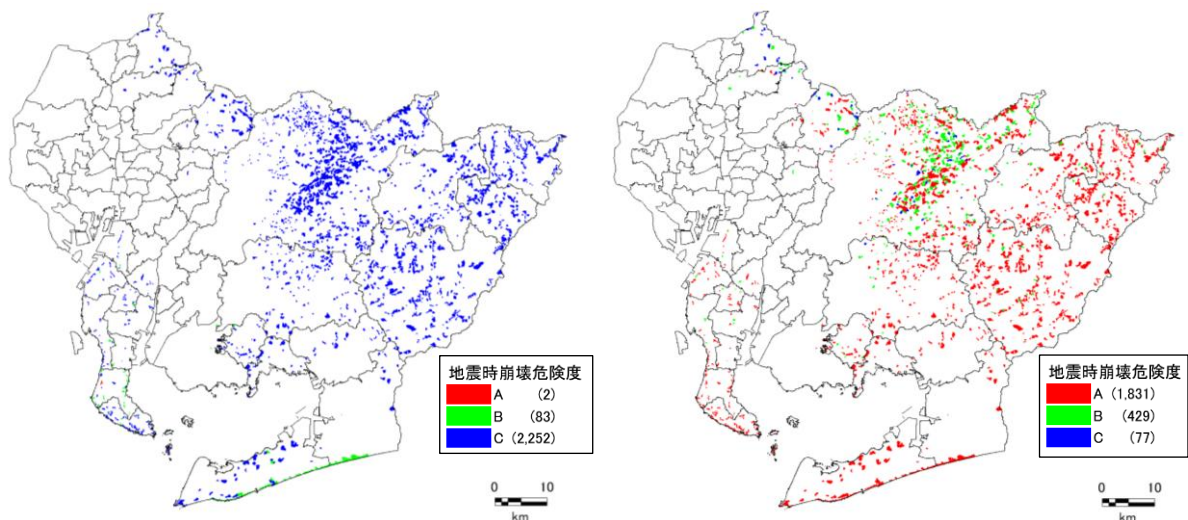 地震時崩壊危険度
A (2)
B (83)
C (2,252)
0 10
km
地震時崩壊危険度
A (1,831)
B (429)
C (77)
0 10
km